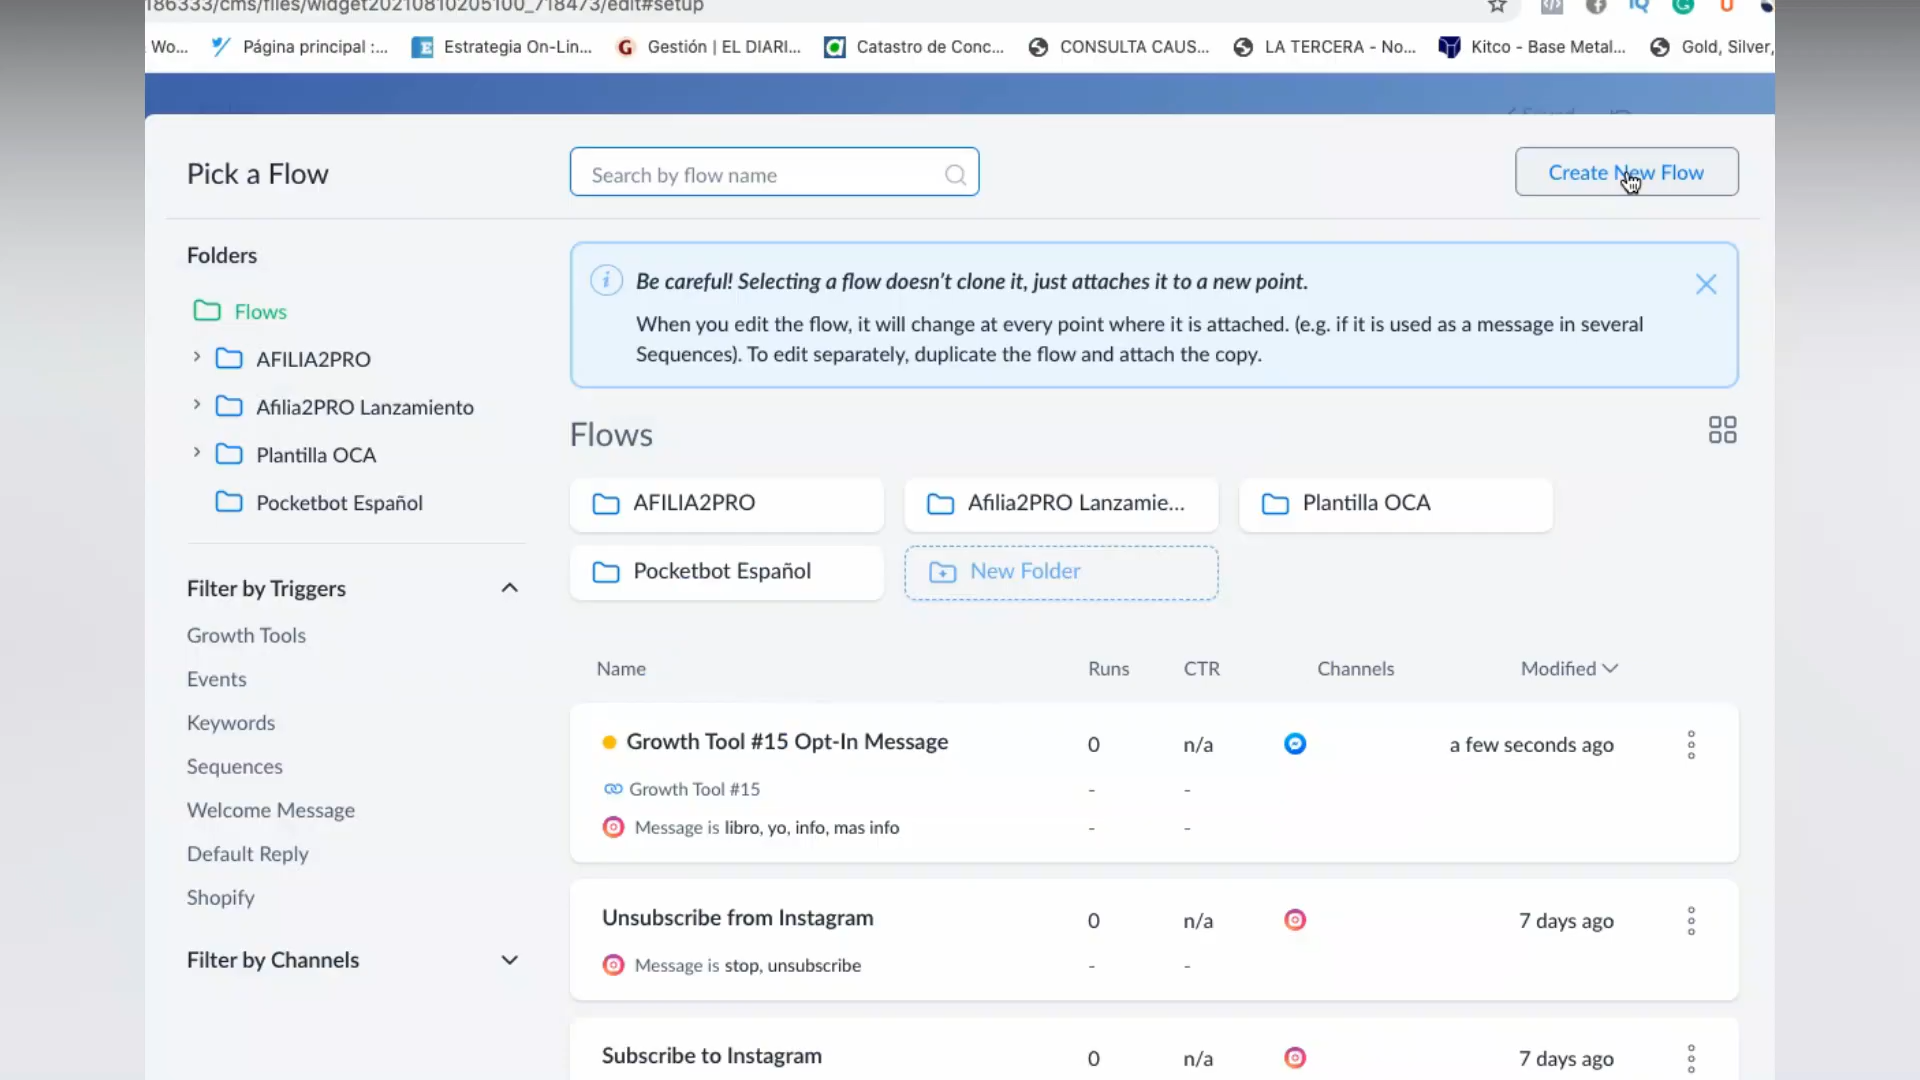 186333/cms/files/widget20210810205100_718473/edit#setup
Wo... Página principal :... Estrategia On-Lin... Gestión | EL DIARI... Catastro de Conc... CONSULTA CAUS... LA TERCERA - No... Kitco - Base Metal... Gold, Silver,
Pick a Flow
Search by flow name
Create New Flow
Folders
Flows
AFILIA2PRO
Afilia2PRO Lanzamiento
Plantilla OCA
Pocketbot Español
Filter by Triggers
Growth Tools
Events
Keywords
Sequences
Welcome Message
Default Reply
Shopify
Filter by Channels
Be careful! Selecting a flow doesn't clone it, just attaches it to a new point.
When you edit the flow, it will change at every point where it is attached. (e.g. if it is used as a message in several
Sequences). To edit separately, duplicate the flow and attach the copy.
Flows
AFILIA2PRO
Afilia2PRO Lanzamie...
Plantilla OCA
Pocketbot Español
New Folder
Name Runs CTR Channels Modified
Growth Tool #15 Opt-In Message 0 n/a a few seconds ago
Growth Tool #15 - -
Message is libro, yo, info, mas info - -
Unsubscribe from Instagram 0 n/a 7 days ago
Message is stop, unsubscribe - -
Subscribe to Instagram 0 n/a 7 days ago